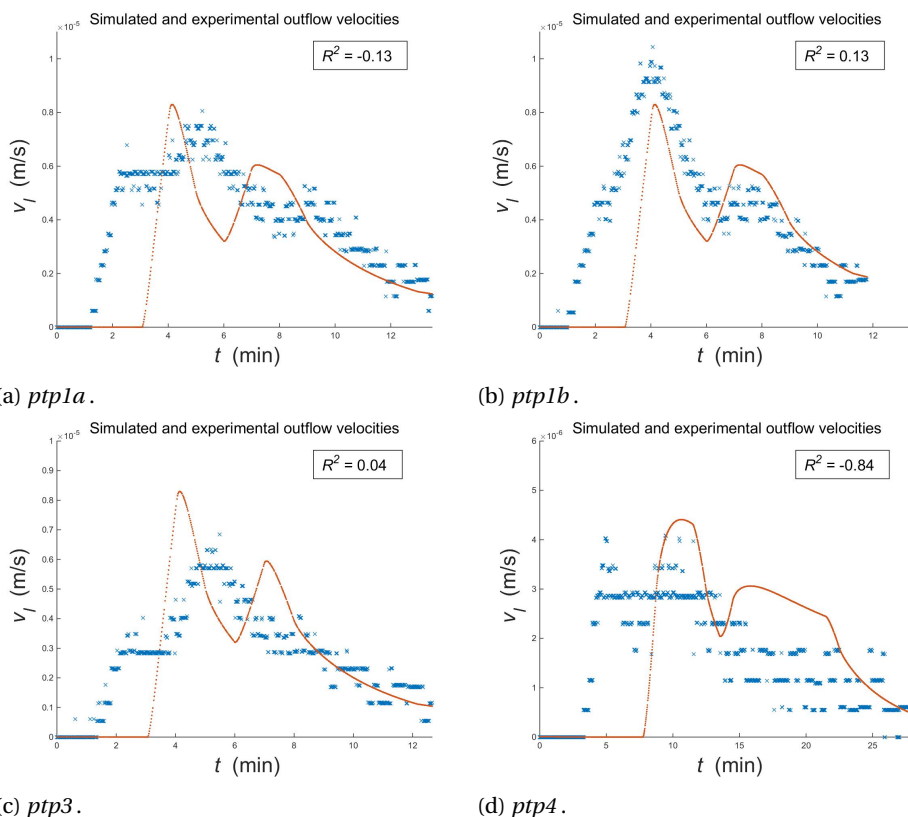 Simulated and experimental outflow velocities
×10⁻⁵
R² = -0.13
1
0.8
0.6
0.4
0.2
0
v_l (m/s)
0 2 4 6 8 10 12
t (min)
(a) ptp1a.
Simulated and experimental outflow velocities
×10⁻⁵
R² = 0.13
1
0.8
0.6
0.4
0.2
0
v_l (m/s)
0 2 4 6 8 10 12
t (min)
(b) ptp1b.
Simulated and experimental outflow velocities
×10⁻⁵
R² = 0.04
1
0.9
0.8
0.7
0.6
0.5
0.4
0.3
0.2
0.1
0
v_l (m/s)
0 2 4 6 8 10 12
t (min)
(c) ptp3.
Simulated and experimental outflow velocities
×10⁻⁶
R² = -0.84
6
5
4
3
2
1
0
v_l (m/s)
0 5 10 15 20 25
t (min)
(d) ptp4.